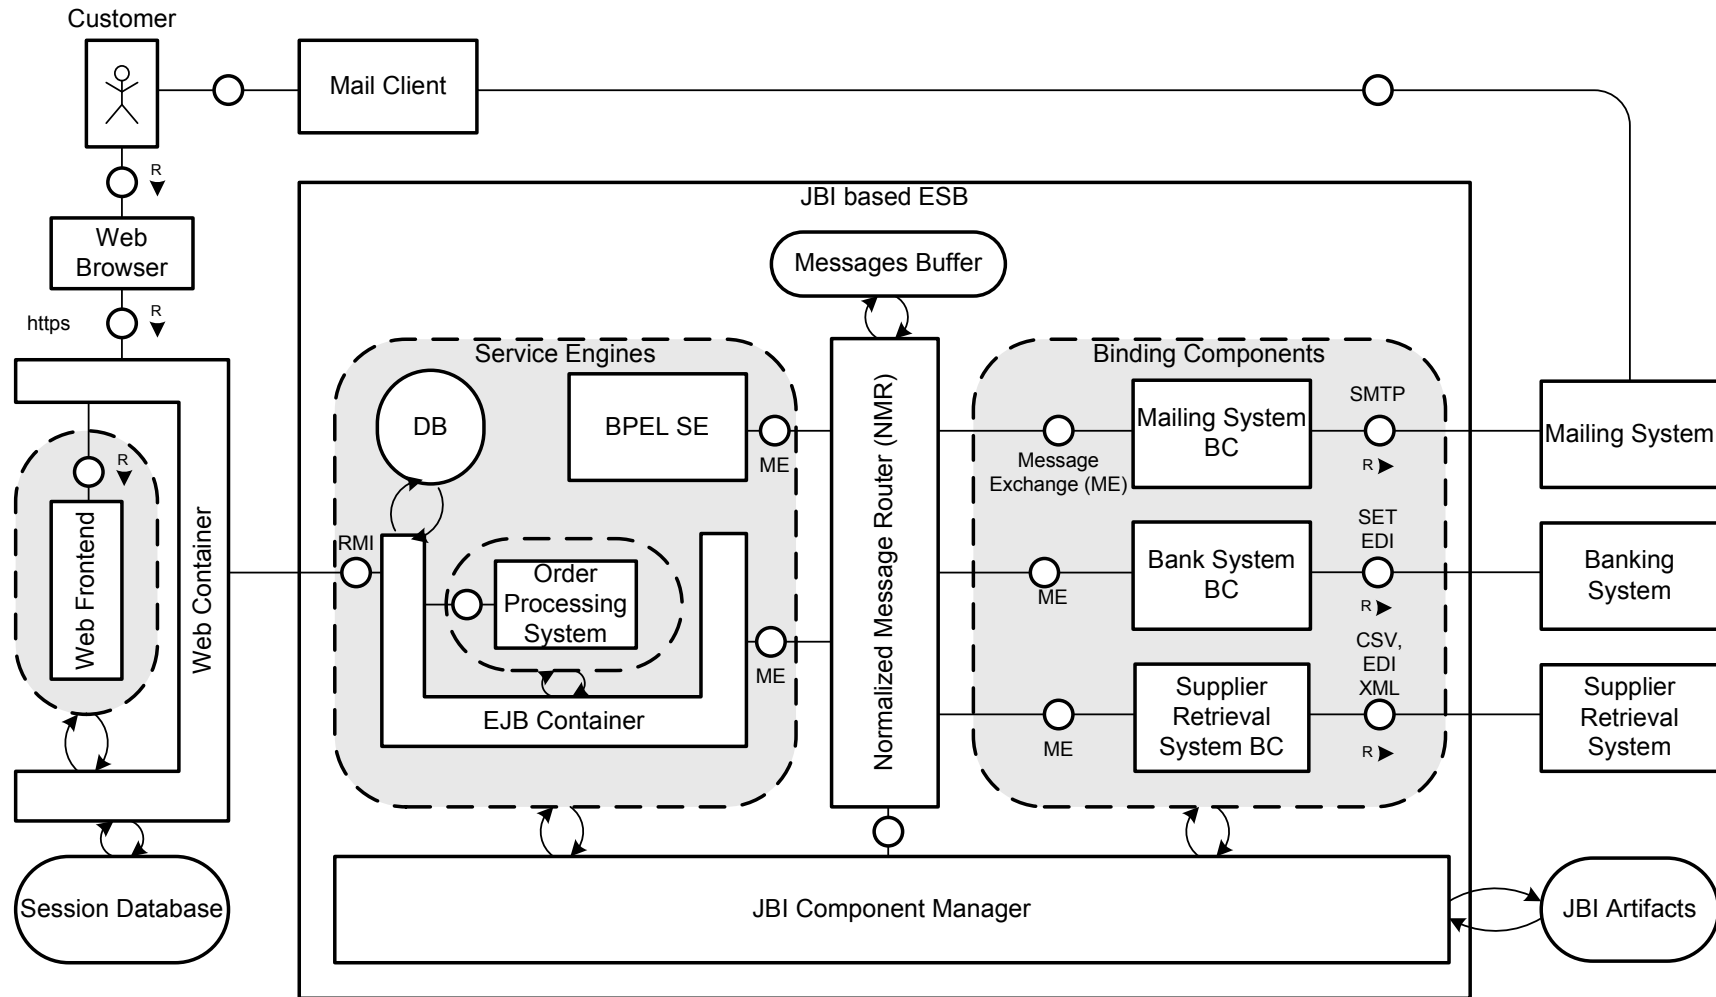 Customer
Mail Client
R
Web
Browser
https
R
JBI based ESB
Messages Buffer
Service Engines
Binding Components
DB
BPEL SE
ME
Normalized Message Router (NMR)
Message
Exchange (ME)
Mailing System
BC
SMTP
R
Mailing System
R
Web Frontend
Web Container
RMI
Order
Processing
System
EJB Container
ME
ME
Bank System
BC
SET
EDI
R
Banking
System
ME
Supplier
Retrieval
System BC
CSV,
EDI
XML
R
Supplier
Retrieval
System
Session Database
JBI Component Manager
JBI Artifacts